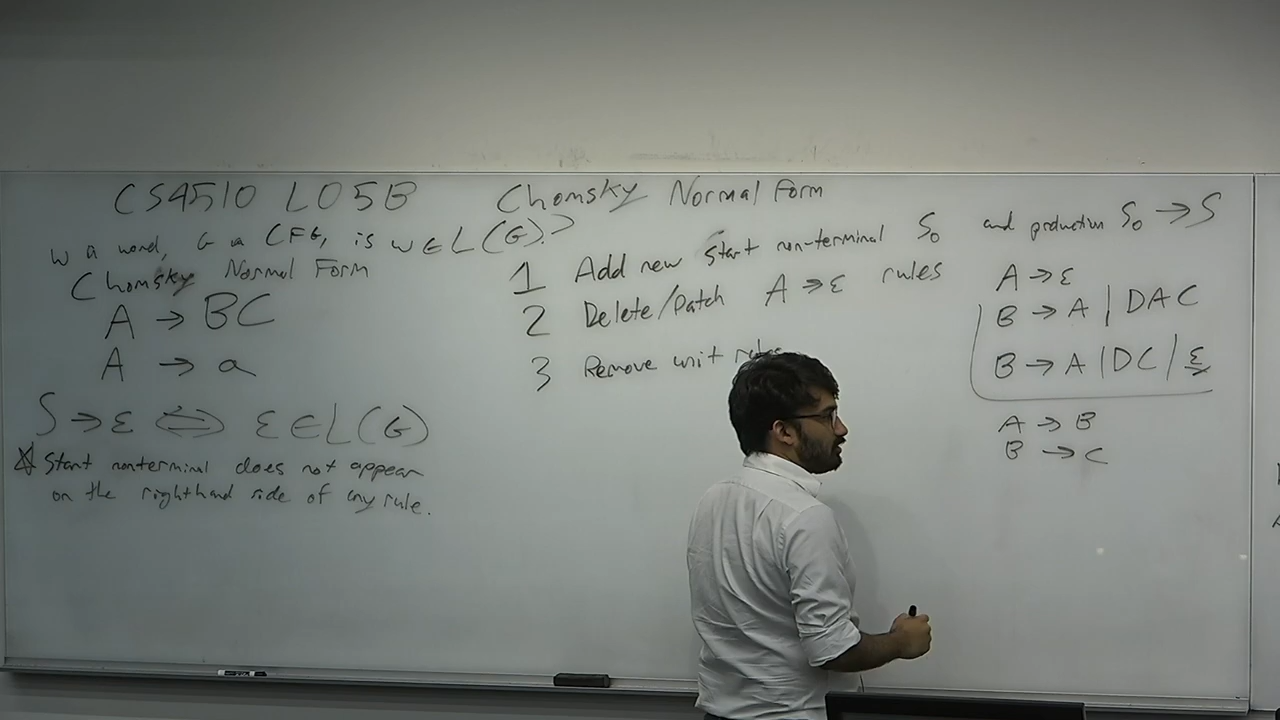 CS4510 L05B
w a word, G a CFG, is w∈L(G)?
Chomsky Normal Form
A → BC
A → a
S → ε ⟺ ε∈L(G)
☆ Start nonterminal does not appear
on the righthand side of any rule.
Chomsky Normal Form
1 Add new start non-terminal S₀ and production S₀ → S
2 Delete/Patch A → ε rules
3 Remove unit rules
A → ε
B → A | DAC
B → A | DC | ε
A → B
B → C